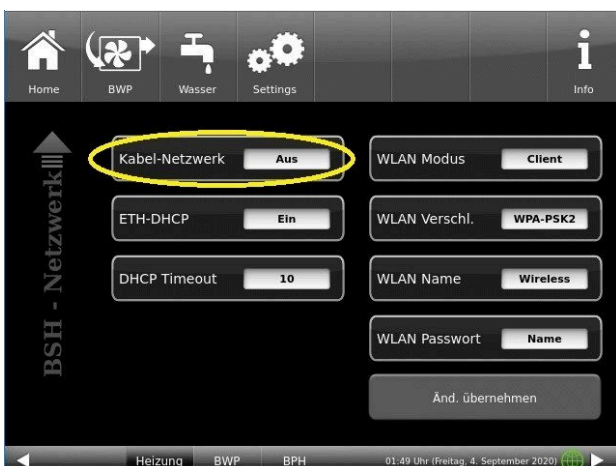 Home BWP Wasser Settings Info
BSH - Netzwerk
Kabel-Netzwerk Aus
WLAN Modus Client
ETH-DHCP Ein
WLAN Verschl. WPA-PSK2
DHCP Timeout 10
WLAN Name Wireless
WLAN Passwort Name
Änd. übernehmen
Heizung BWP BPH 01:49 Uhr (Freitag, 4. September 2020)